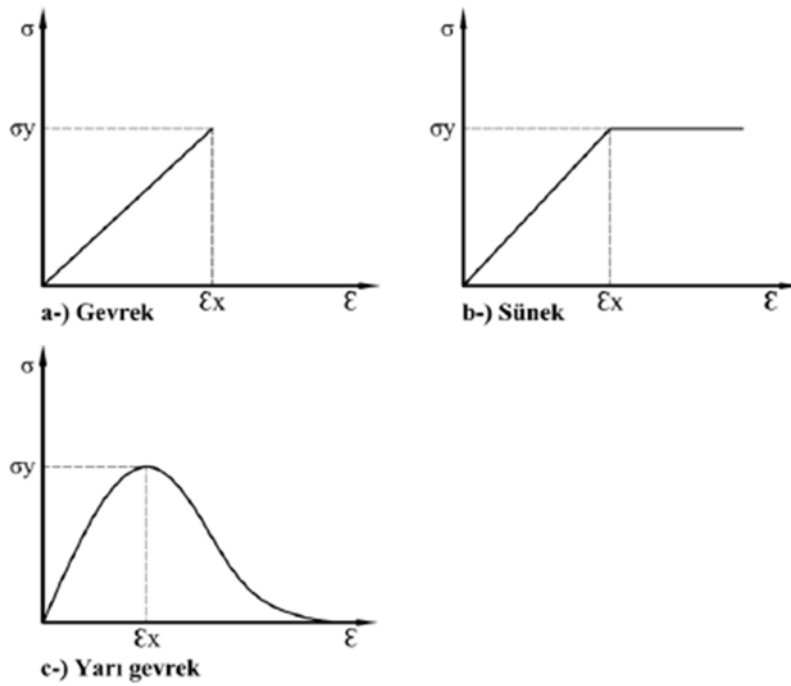 σ
σy
εx
ε
a-) Gevrek
σ
σy
εx
ε
b-) Sünek
σ
σy
εx
ε
c-) Yarı gevrek